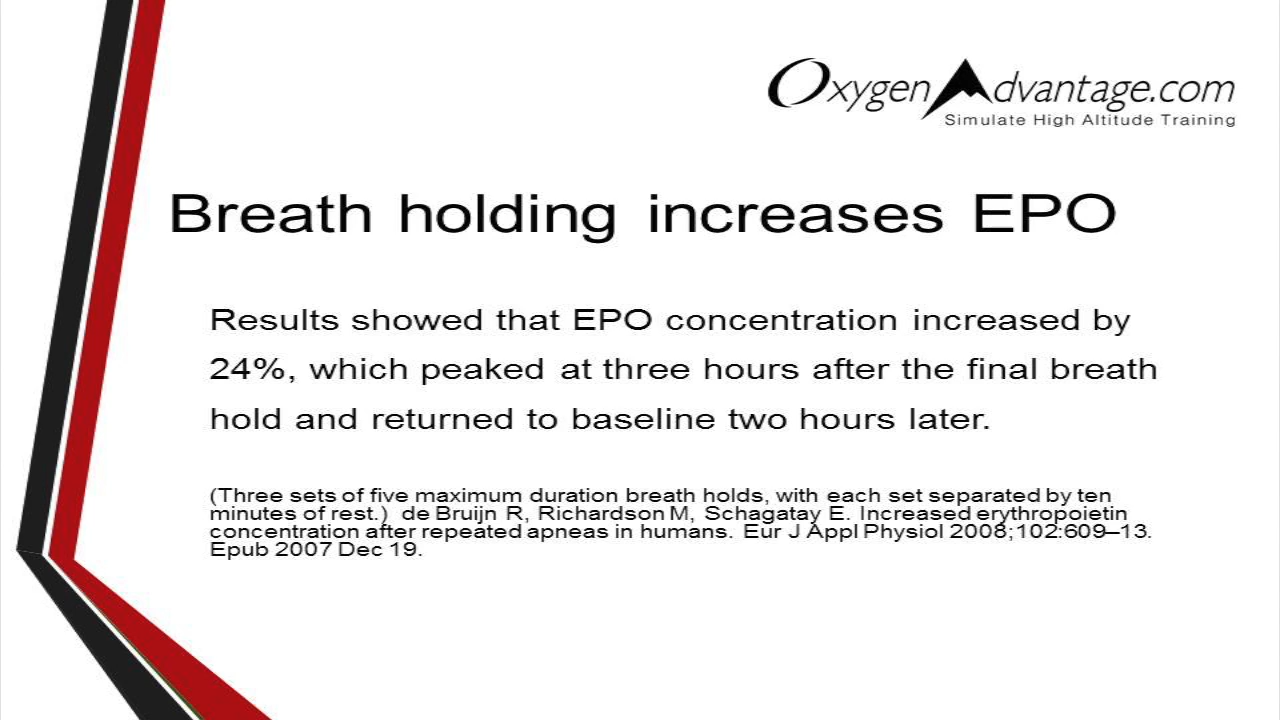 OxygenAdvantage.com
Simulate High Altitude Training
Breath holding increases EPO
Results showed that EPO concentration increased by
24%, which peaked at three hours after the final breath
hold and returned to baseline two hours later.
(Three sets of five maximum duration breath holds, with each set separated by ten
minutes of rest.) de Bruijn R, Richardson M, Schagatay E. Increased erythropoietin
concentration after repeated apneas in humans. Eur J Appl Physiol 2008;102:609–13.
Epub 2007 Dec 19.